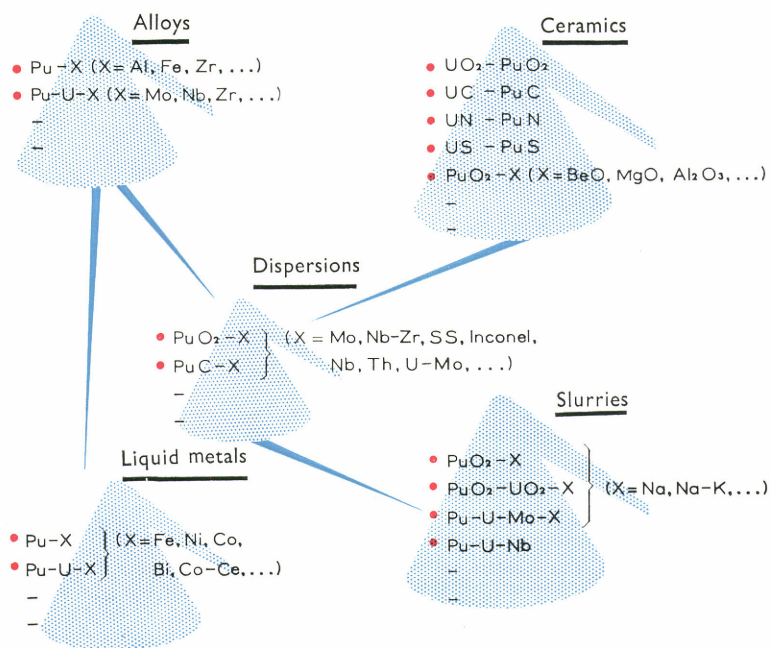 Alloys
• Pu-X (X= Al, Fe, Zr, ...)
• Pu-U-X (X= Mo, Nb, Zr, ...)
–
–
Ceramics
• UO₂ - PuO₂
• UC - PuC
• UN - PuN
• US - PuS
• PuO₂-X (X= BeO, MgO, Al₂O₃, ...)
–
–
Dispersions
• PuO₂-X } (X = Mo, Nb-Zr, SS, Inconel,
• PuC-X } Nb, Th, U-Mo, ...)
–
–
Liquid metals
• Pu-X } (X= Fe, Ni, Co,
• Pu-U-X } Bi, Co-Ce, ...)
–
–
Slurries
• PuO₂-X
• PuO₂-UO₂-X } (X=Na, Na-K, ...)
• Pu-U-Mo-X
• Pu-U-Nb
–
–